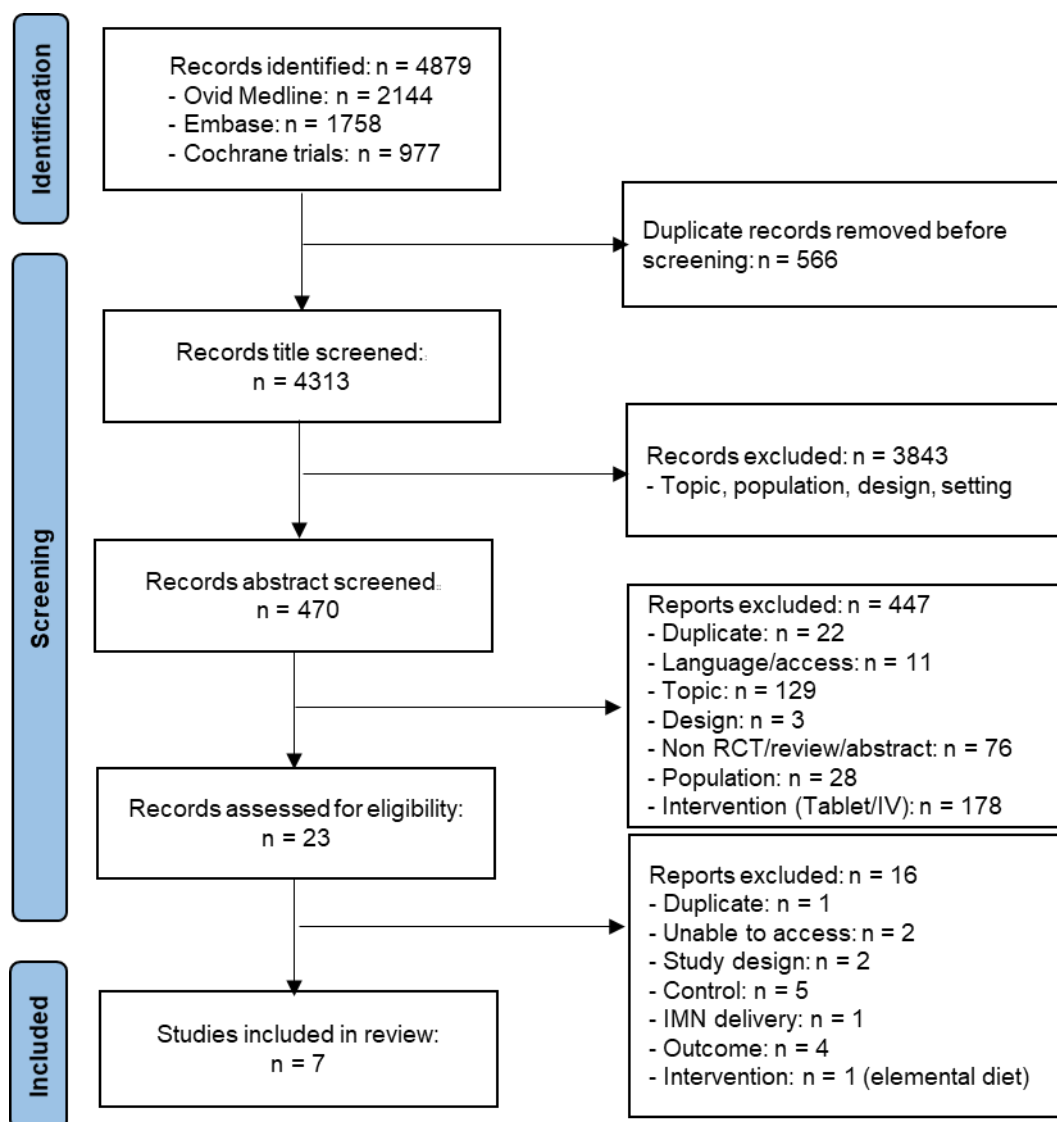 Identification
Records identified: n = 4879
- Ovid Medline: n = 2144
- Embase: n = 1758
- Cochrane trials: n = 977
Duplicate records removed before
screening: n = 566
Screening
Records title screened:
n = 4313
Records excluded: n = 3843
- Topic, population, design, setting
Records abstract screened
n = 470
Reports excluded: n = 447
- Duplicate: n = 22
- Language/access: n = 11
- Topic: n = 129
- Design: n = 3
- Non RCT/review/abstract: n = 76
- Population: n = 28
- Intervention (Tablet/IV): n = 178
Records assessed for eligibility:
n = 23
Reports excluded: n = 16
- Duplicate: n = 1
- Unable to access: n = 2
- Study design: n = 2
- Control: n = 5
- IMN delivery: n = 1
- Outcome: n = 4
- Intervention: n = 1 (elemental diet)
Included
Studies included in review:
n = 7